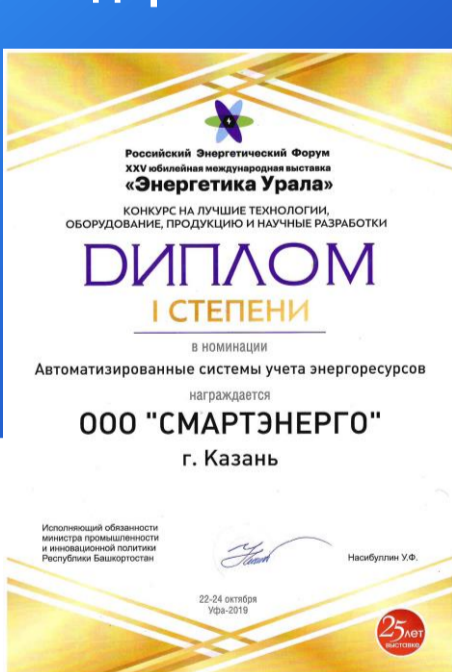 Российский Энергетический Форум
XXV юбилейная международная выставка
«Энергетика Урала»
КОНКУРС НА ЛУЧШИЕ ТЕХНОЛОГИИ,
ОБОРУДОВАНИЕ, ПРОДУКЦИЮ И НАУЧНЫЕ РАЗРАБОТКИ
ДИПЛОМ
I СТЕПЕНИ
в номинации
Автоматизированные системы учета энергоресурсов
награждается
ООО "СМАРТЭНЕРГО"
г. Казань
Исполняющий обязанности
министра промышленности
и инновационной политики
Республики Башкортостан
Насибуллин У.Ф.
22-24 октября
Уфа-2019
25лет
выставке